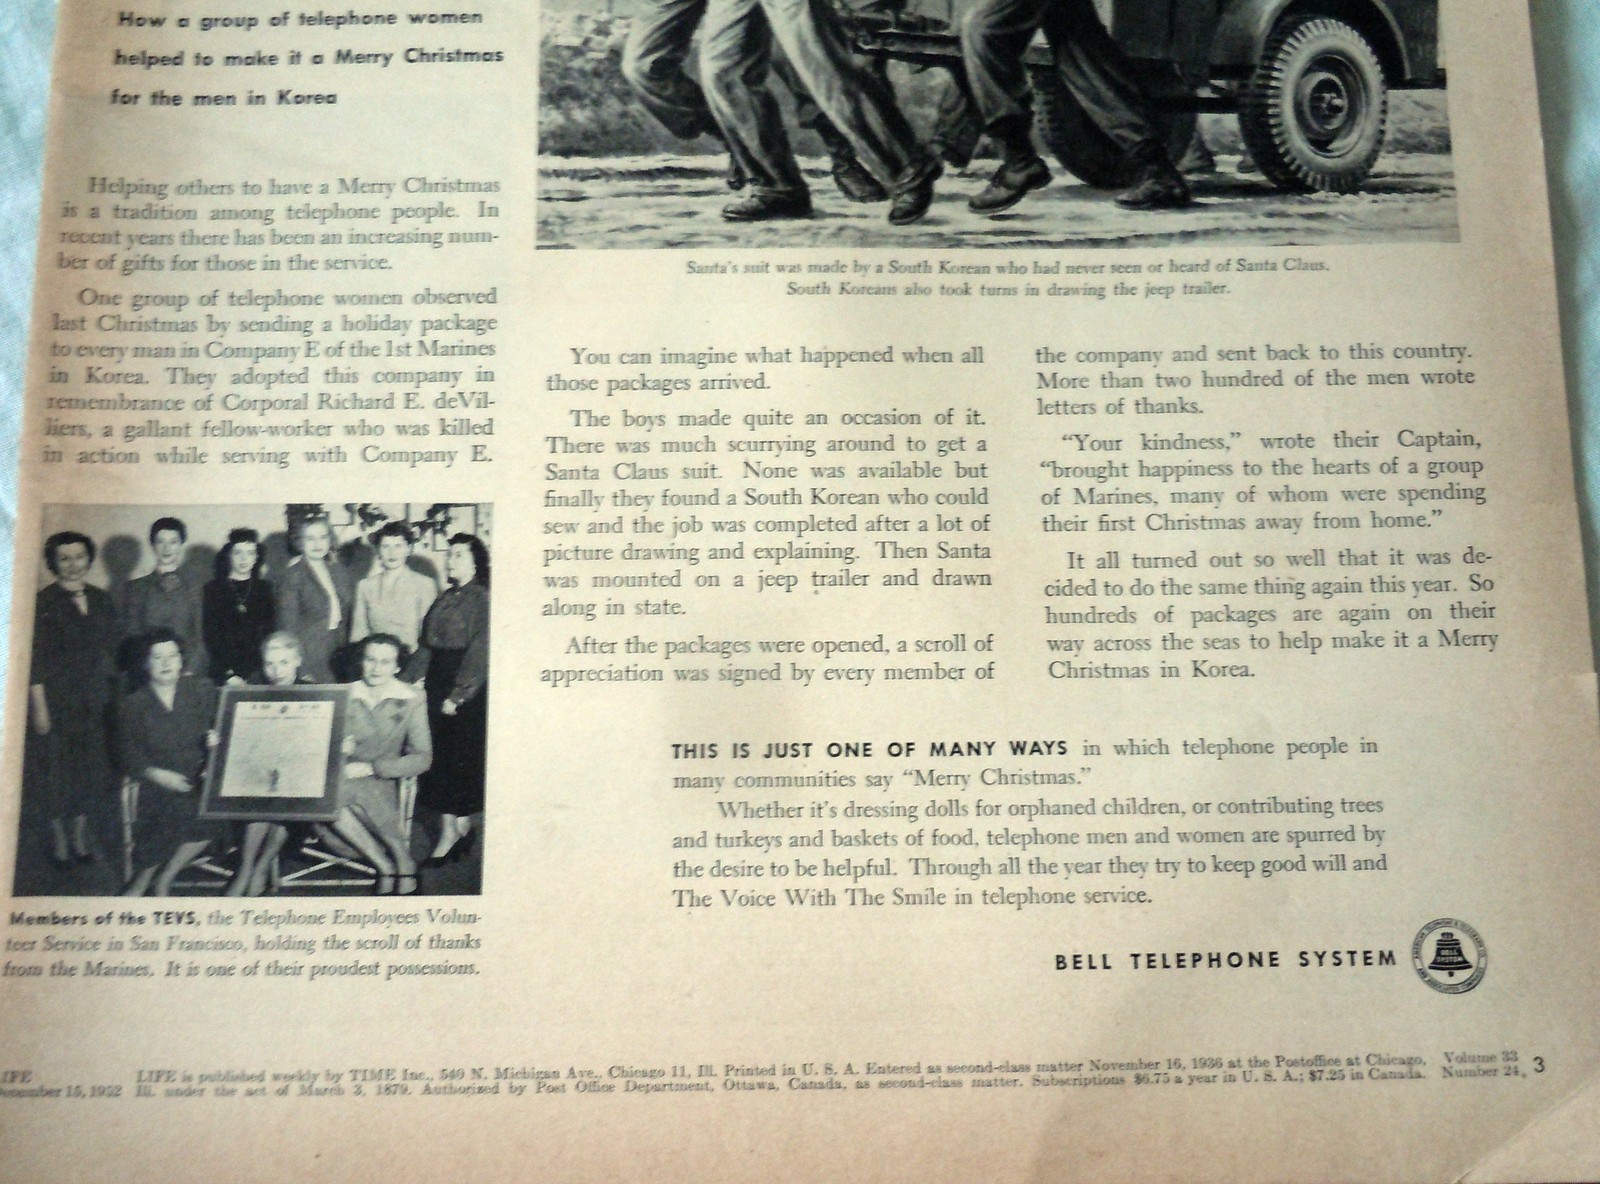 How a group of telephone women
helped to make it a Merry Christmas
for the men in Korea
Helping others to have a Merry Christmas
is a tradition among telephone people. In
recent years there has been an increasing num-
ber of gifts for those in the service.
One group of telephone women observed
last Christmas by sending a holiday package
to every man in Company E of the 1st Marines
in Korea. They adopted this company in
remembrance of Corporal Richard E. deVil-
liers, a gallant fellow-worker who was killed
in action while serving with Company E.
Members of the TEVS, the Telephone Employees Volun-
teer Service in San Francisco, holding the scroll of thanks
from the Marines. It is one of their proudest possessions.
Santa's suit was made by a South Korean who had never seen or heard of Santa Claus.
South Koreans also took turns in drawing the jeep trailer.
You can imagine what happened when all
those packages arrived.
The boys made quite an occasion of it.
There was much scurrying around to get a
Santa Claus suit. None was available but
finally they found a South Korean who could
sew and the job was completed after a lot of
picture drawing and explaining. Then Santa
was mounted on a jeep trailer and drawn
along in state.
After the packages were opened, a scroll of
appreciation was signed by every member of
the company and sent back to this country.
More than two hundred of the men wrote
letters of thanks.
"Your kindness," wrote their Captain,
"brought happiness to the hearts of a group
of Marines, many of whom were spending
their first Christmas away from home."
It all turned out so well that it was de-
cided to do the same thing again this year. So
hundreds of packages are again on their
way across the seas to help make it a Merry
Christmas in Korea.
THIS IS JUST ONE OF MANY WAYS in which telephone people in
many communities say "Merry Christmas."
Whether it's dressing dolls for orphaned children, or contributing trees
and turkeys and baskets of food, telephone men and women are spurred by
the desire to be helpful. Through all the year they try to keep good will and
The Voice With The Smile in telephone service.
BELL TELEPHONE SYSTEM
BELL
SYSTEM
IFE LIFE is published weekly by TIME Inc., 540 N. Michigan Ave., Chicago 11, Ill. Printed in U. S. A. Entered as second-class matter November 16, 1936 at the Postoffice at Chicago, Volume 33
15, 1952 Ill. under the act of March 3, 1879. Authorized by Post Office Department, Ottawa, Canada, as second-class matter. Subscriptions $6.75 a year in U. S. A.; $7.25 in Canada. Number 24, 3